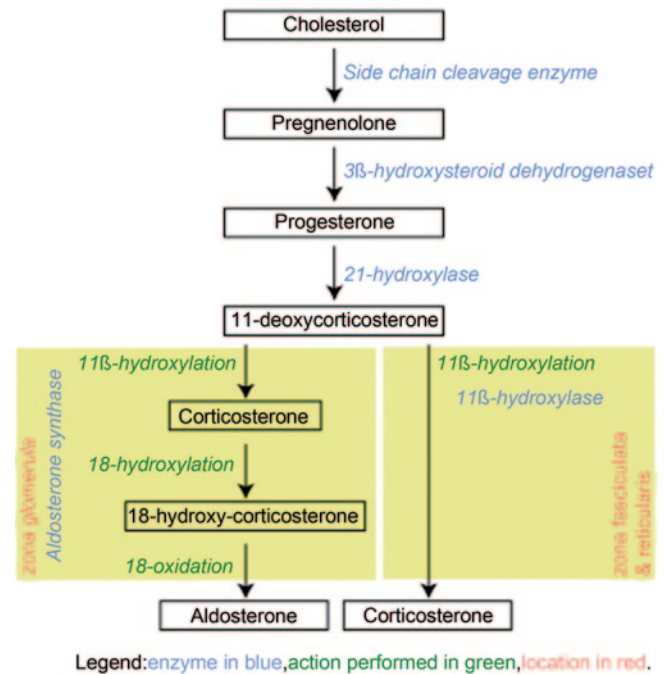 Cholesterol
Side chain cleavage enzyme
Pregnenolone
3ß-hydroxysteroid dehydrogenaset
Progesterone
21-hydroxylase
11-deoxycorticosterone
11ß-hydroxylation
Corticosterone
18-hydroxylation
18-hydroxy-corticosterone
18-oxidation
Aldosterone synthase
zona glomerula
11ß-hydroxylation
11ß-hydroxylase
zona fasciculata
& reticularis
Aldosterone
Corticosterone
Legend:enzyme in blue,action performed in green,location in red.